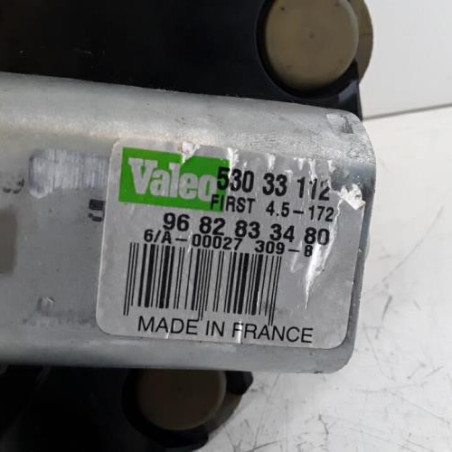 Valeo 530 33 112
FIRST 4.5-172
96 82 83 34 80
6/A-00027 309-8
MADE IN FRANCE